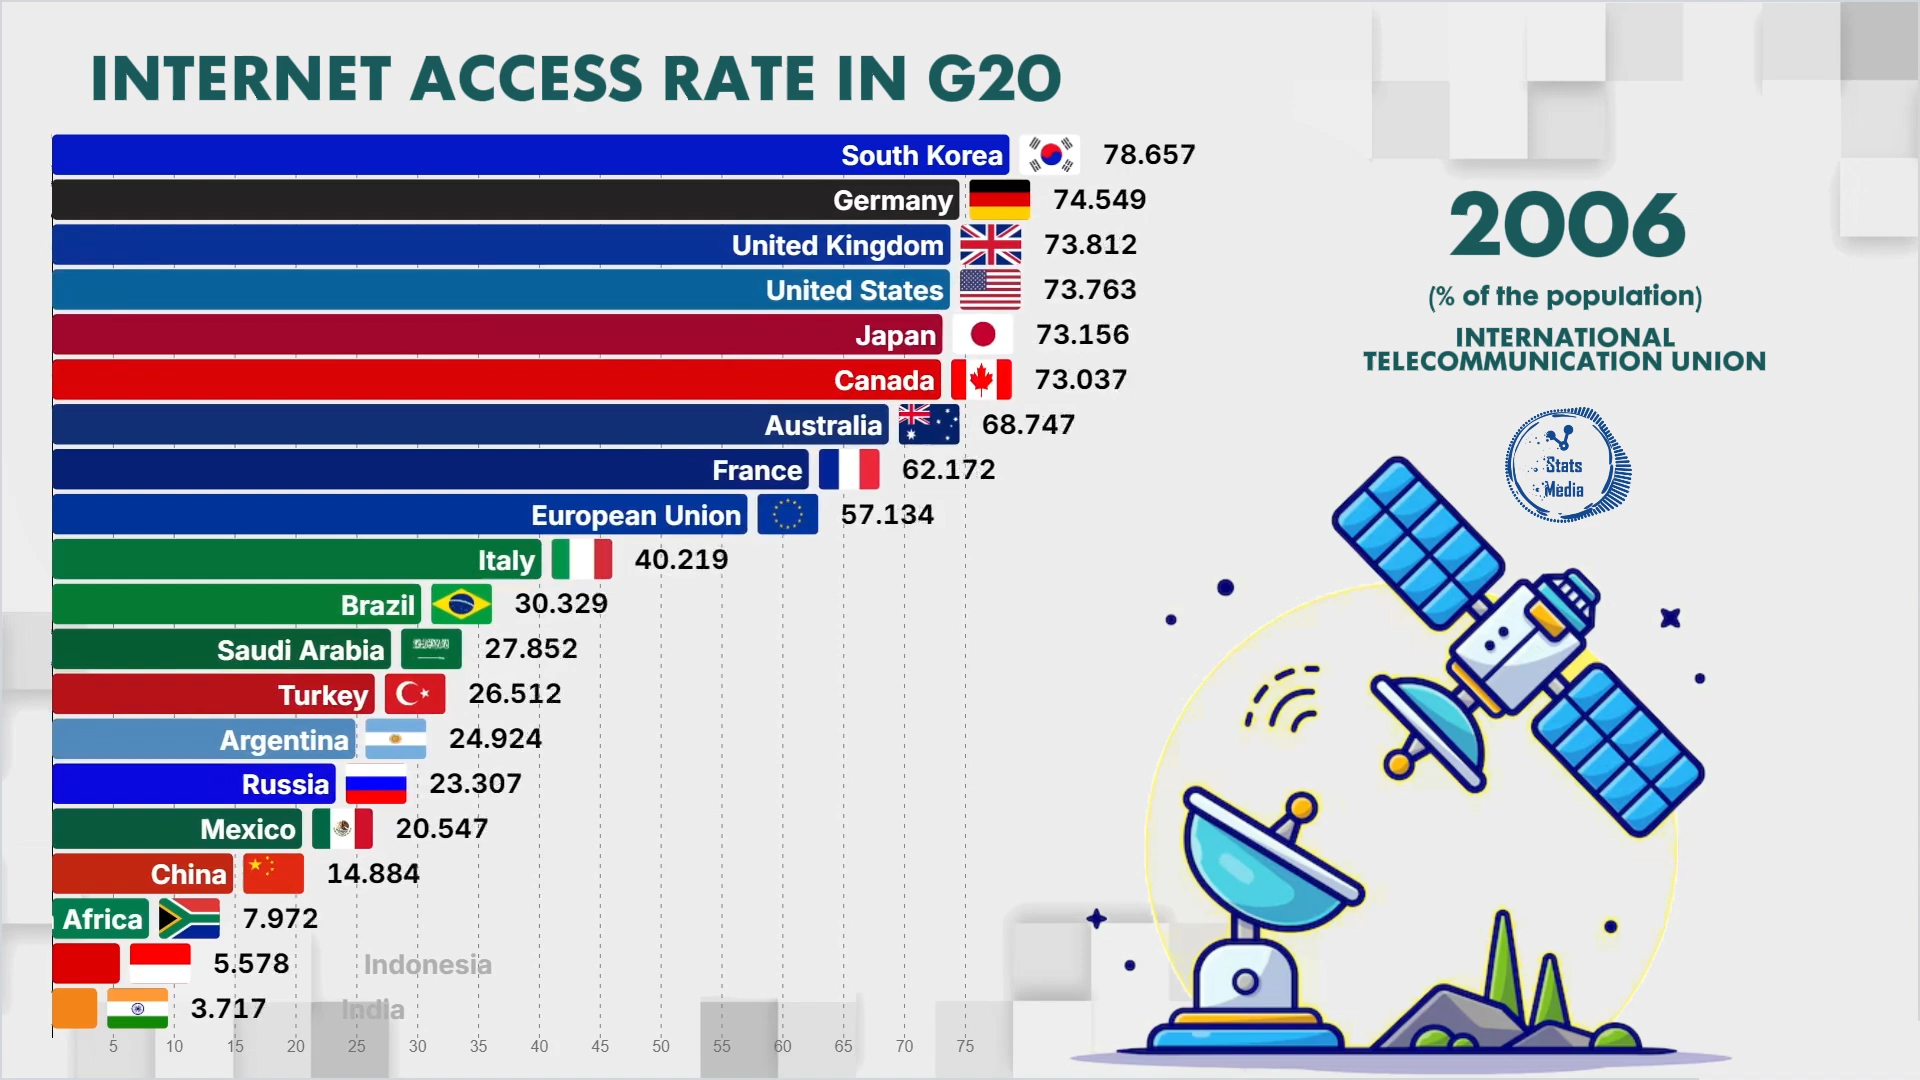 INTERNET ACCESS RATE IN G20
South Korea 78.657
Germany 74.549
United Kingdom 73.812
United States 73.763
Japan 73.156
Canada 73.037
Australia 68.747
France 62.172
European Union 57.134
Italy 40.219
Brazil 30.329
Saudi Arabia 27.852
Turkey 26.512
Argentina 24.924
Russia 23.307
Mexico 20.547
China 14.884
Africa 7.972
5.578 Indonesia
3.717 India
5 10 15 20 25 30 35 40 45 50 55 60 65 70 75
2006
(% of the population)
INTERNATIONAL
TELECOMMUNICATION UNION
Stats
Media